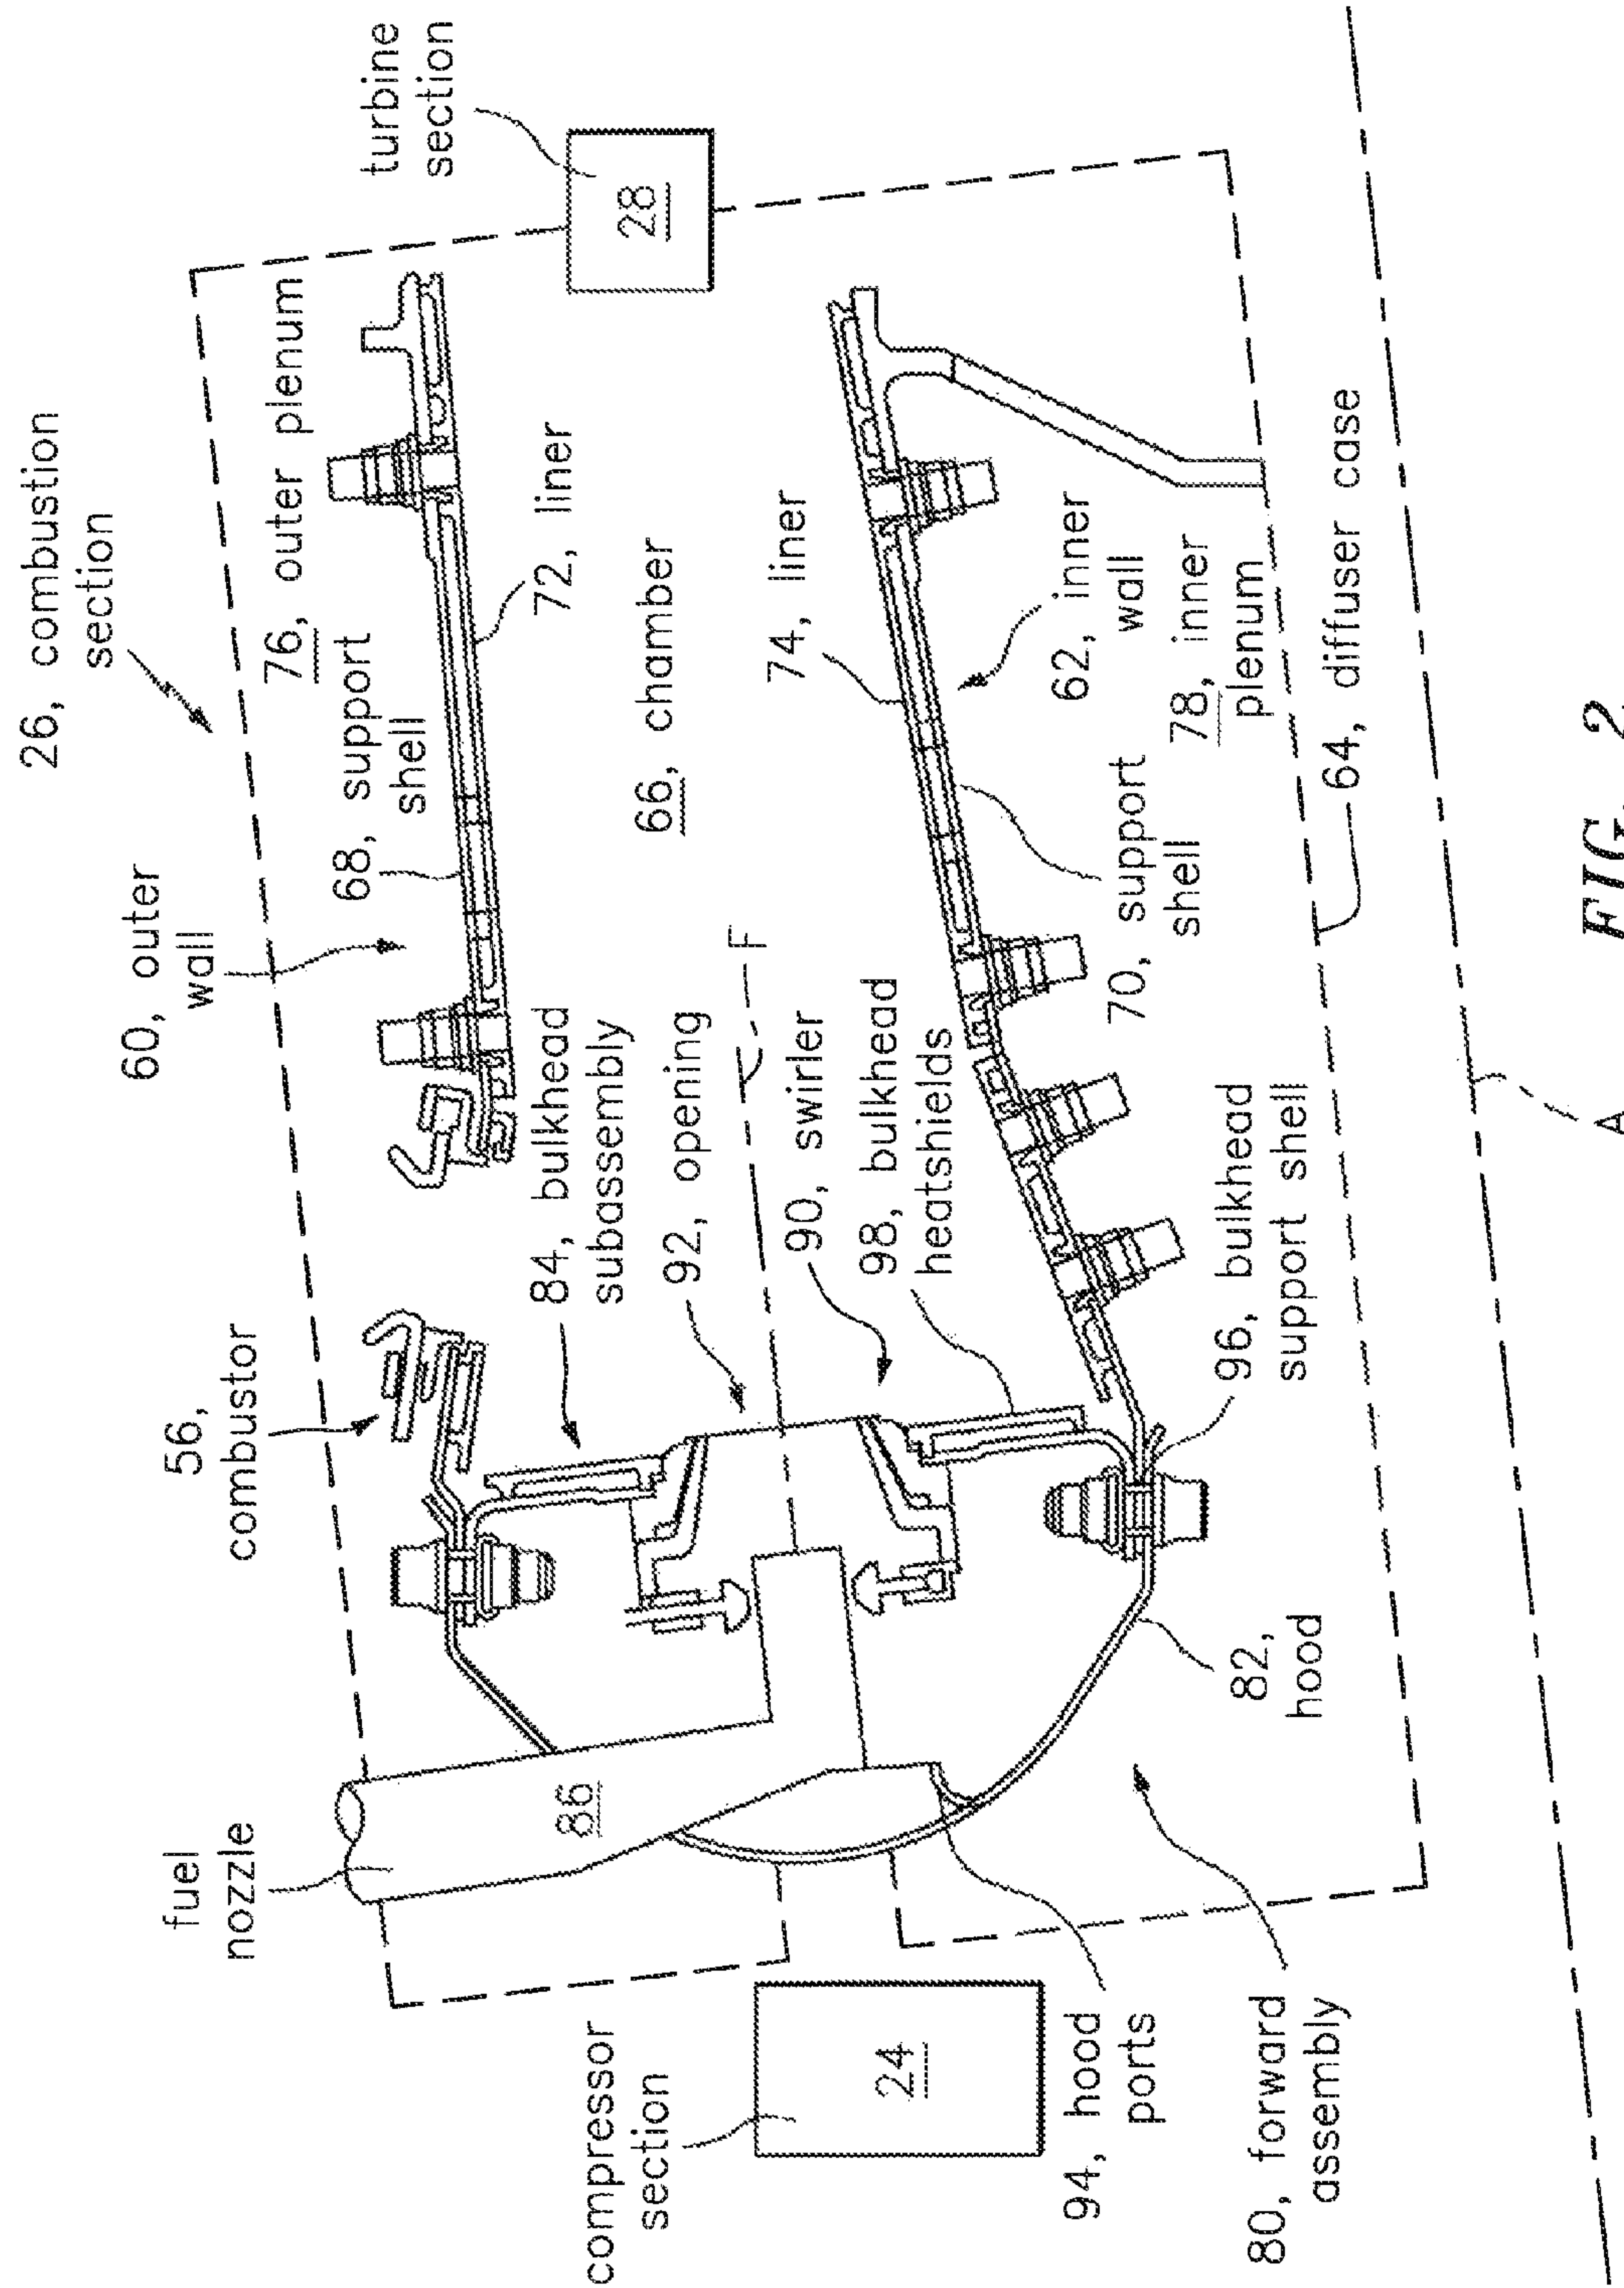 26, combustion
section
60, outer
wall
56,
combustor
fuel
nozzle
turbine
section
28
76, outer plenum
68, support
shell
72, liner
66, chamber
74, liner
84, bulkhead
subassembly
92, opening
F
90, swirler
98, bulkhead
heatshields
86
compressor
section
24
62, inner
wall
78, inner
plenum
70, support
shell
64, diffuser case
96, bulkhead
support shell
82,
hood
94, hood
ports
80, forward
assembly
A
FIG. 2